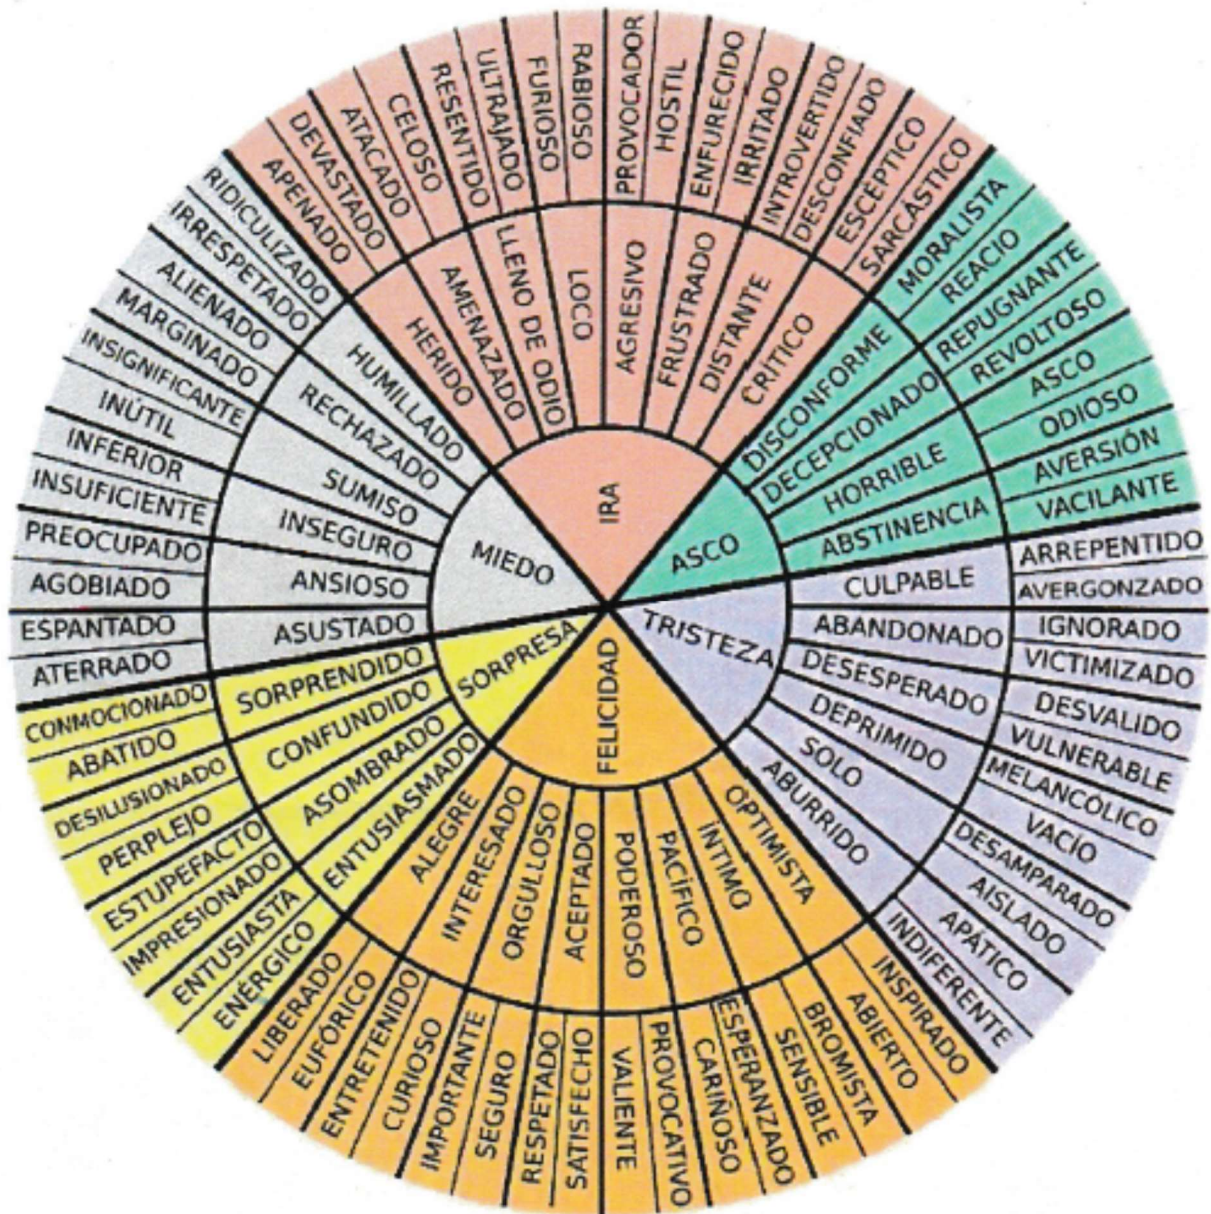 IRA
HERIDO
APENADO
DEVASTADO
AMENAZADO
ATACADO
CELOSO
LLENO DE ODIO
RESENTIDO
ULTRAJADO
LOCO
FURIOSO
RABIOSO
AGRESIVO
PROVOCADOR
HOSTIL
FRUSTRADO
ENFURECIDO
IRRITADO
DISTANTE
INTROVERTIDO
DESCONFIADO
CRÍTICO
ESCÉPTICO
SARCÁSTICO
ASCO
DISCONFORME
MORALISTA
REACIO
DECEPCIONADO
REPUGNANTE
REVOLTOSO
HORRIBLE
ASCO
ODIOSO
ABSTINENCIA
AVERSIÓN
VACILANTE
TRISTEZA
CULPABLE
ARREPENTIDO
AVERGONZADO
ABANDONADO
IGNORADO
VICTIMIZADO
DESESPERADO
DESVALIDO
VULNERABLE
DEPRIMIDO
MELANCÓLICO
VACÍO
SOLO
DESAMPARADO
AISLADO
ABURRIDO
APÁTICO
INDIFERENTE
FELICIDAD
OPTIMISTA
INSPIRADO
ABIERTO
ÍNTIMO
BROMISTA
SENSIBLE
PACÍFICO
ESPERANZADO
CARIÑOSO
PODEROSO
PROVOCATIVO
VALIENTE
ACEPTADO
SATISFECHO
RESPETADO
ORGULLOSO
SEGURO
IMPORTANTE
INTERESADO
CURIOSO
ENTRETENIDO
ALEGRE
EUFÓRICO
LIBERADO
SORPRESA
ENTUSIASMADO
ENÉRGICO
ENTUSIASTA
ASOMBRADO
IMPRESIONADO
ESTUPEFACTO
CONFUNDIDO
PERPLEJO
DESILUSIONADO
SORPRENDIDO
ABATIDO
CONMOCIONADO
MIEDO
ASUSTADO
ATERRADO
ESPANTADO
ANSIOSO
AGOBIADO
PREOCUPADO
INSEGURO
INSUFICIENTE
INFERIOR
SUMISO
INÚTIL
INSIGNIFICANTE
RECHAZADO
MARGINADO
ALIENADO
HUMILLADO
IRRESPETADO
RIDICULIZADO